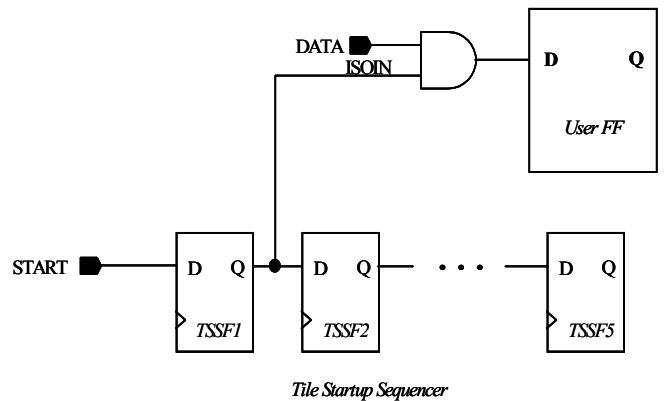 DATA
ISOIN
D Q
User FF
START
D Q
D Q
D Q
TSSF1
TSSF2
TSSF5
Tile Startup Sequencer